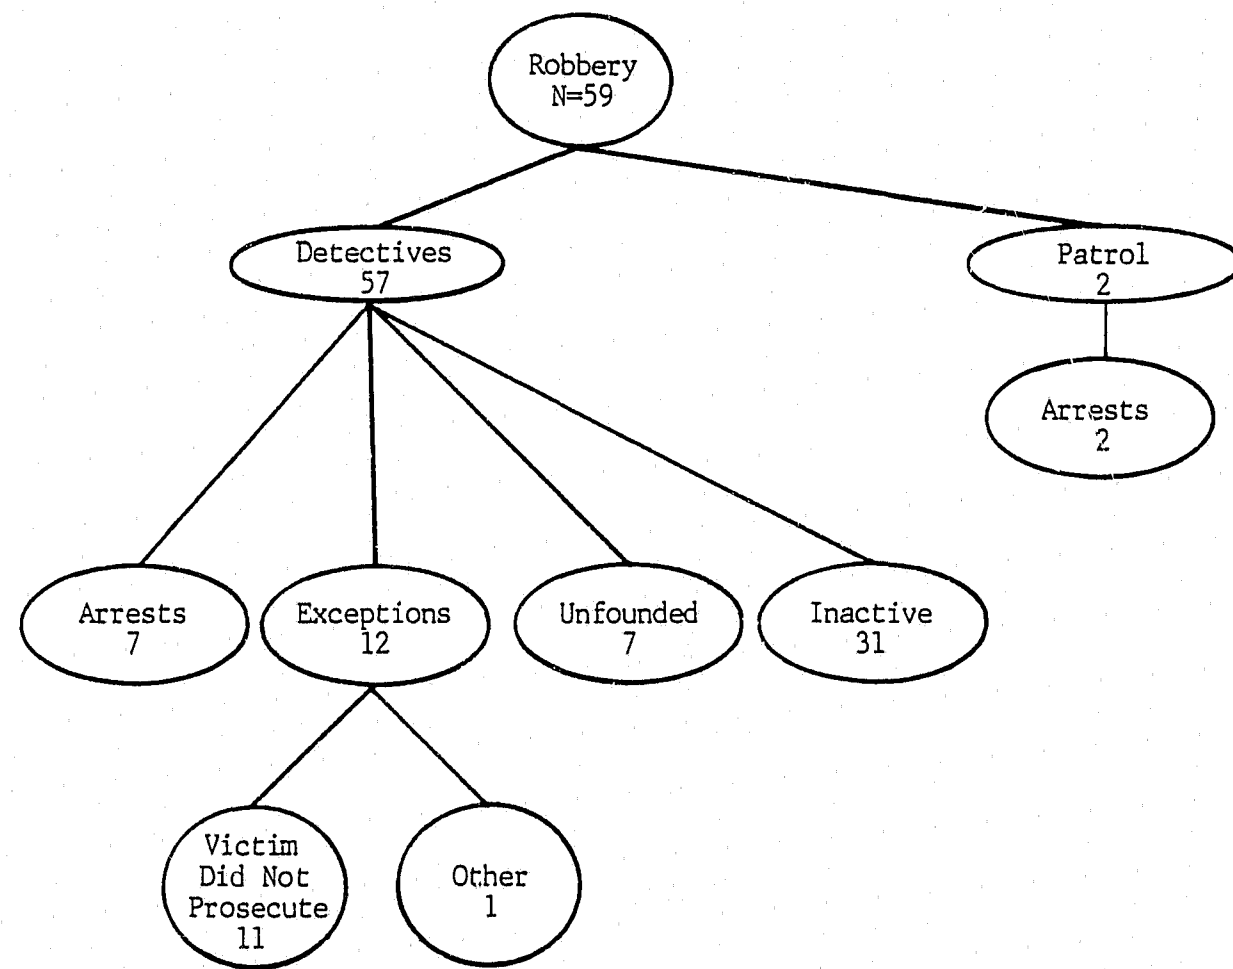 Robbery
N=59
Detectives
57
Patrol
2
Arrests
2
Arrests
7
Exceptions
12
Unfounded
7
Inactive
31
Victim
Did Not
Prosecute
11
Other
1